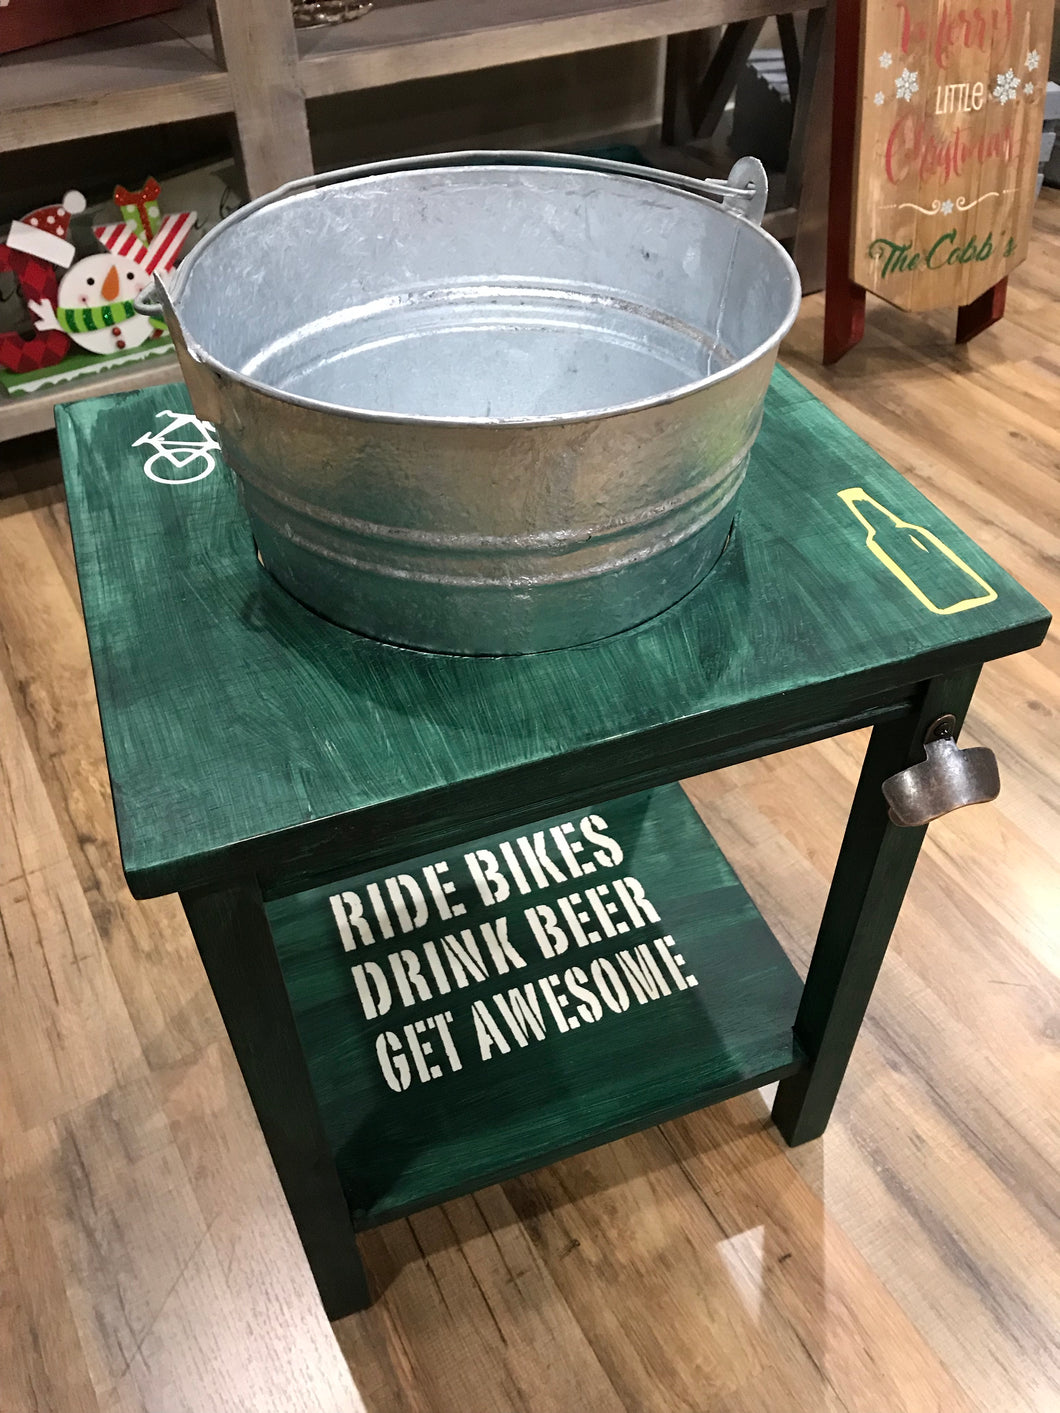 Merry
LITTLE
Christmas
The Cobb's
RIDE BIKES
DRINK BEER
GET AWESOME